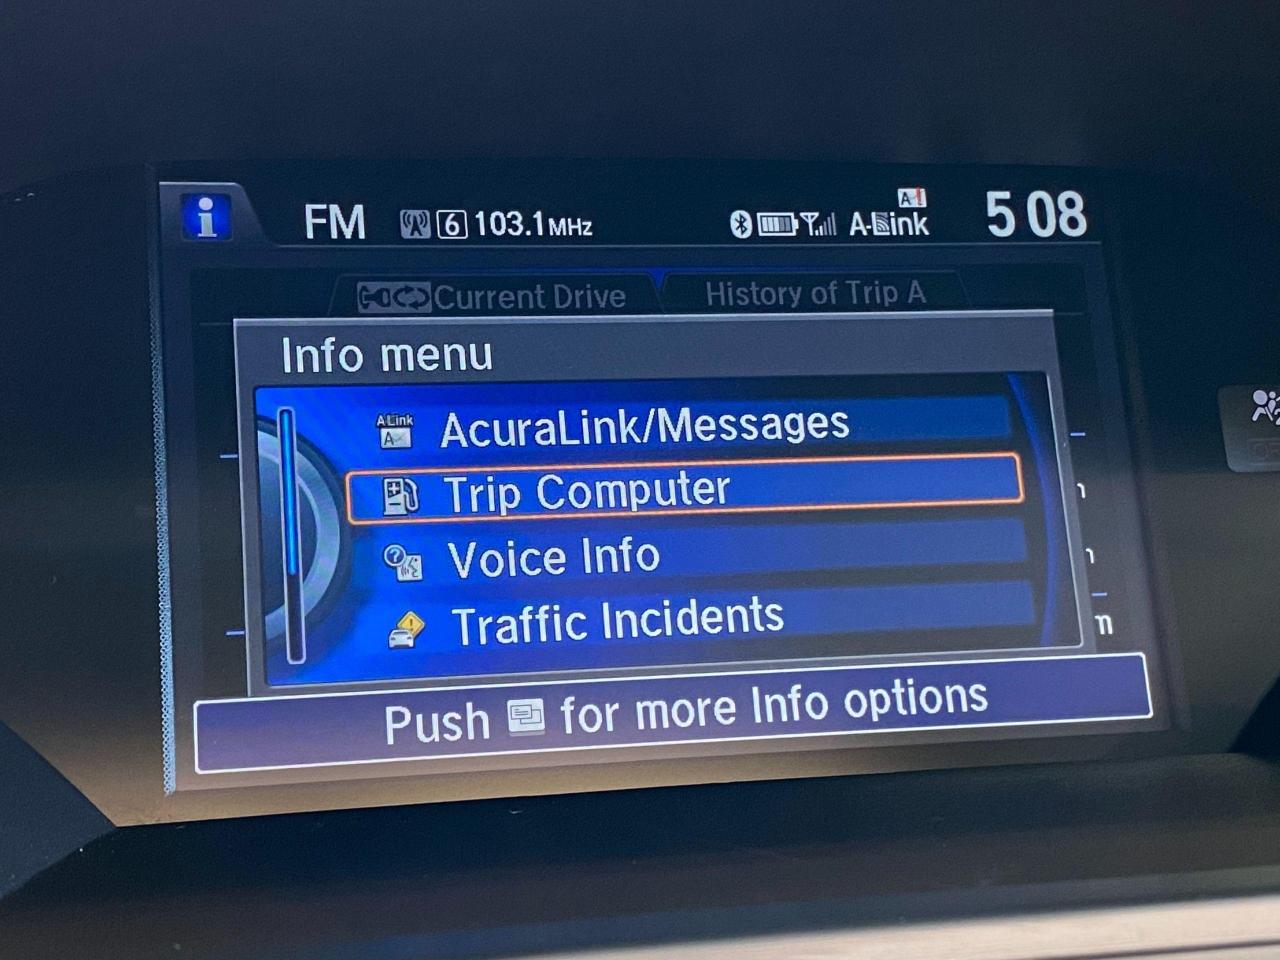 i FM 6 103.1MHz A-Link A! 5 08
Current Drive History of Trip A
Info menu
A Link A AcuraLink/Messages
Trip Computer
? Voice Info
! Traffic Incidents
m
Push for more Info options